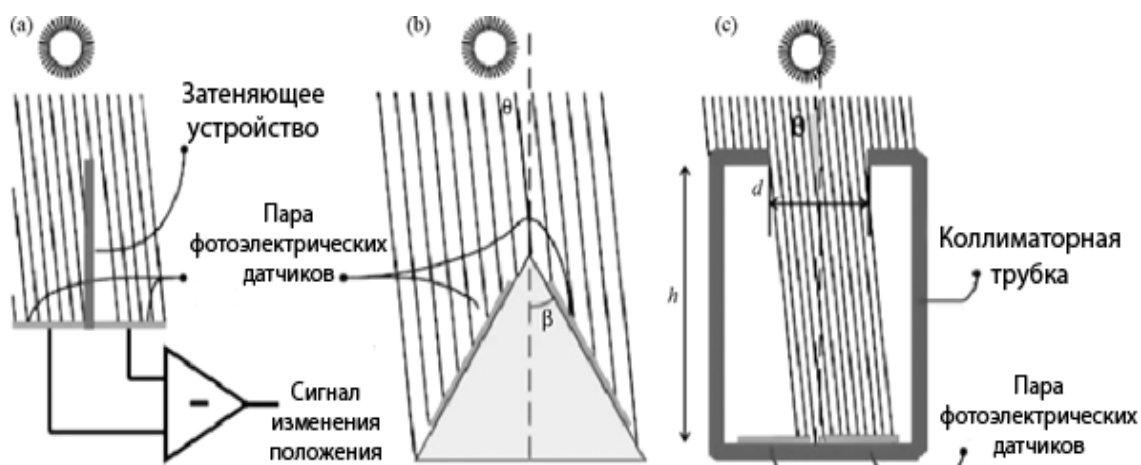 (a)
Затеняющее
устройство
Пара
фотоэлектрических
датчиков
Сигнал
изменения
положения
(b)
θ
β
(c)
θ
d
h
Коллиматорная
трубка
Пара
фотоэлектрических
датчиков